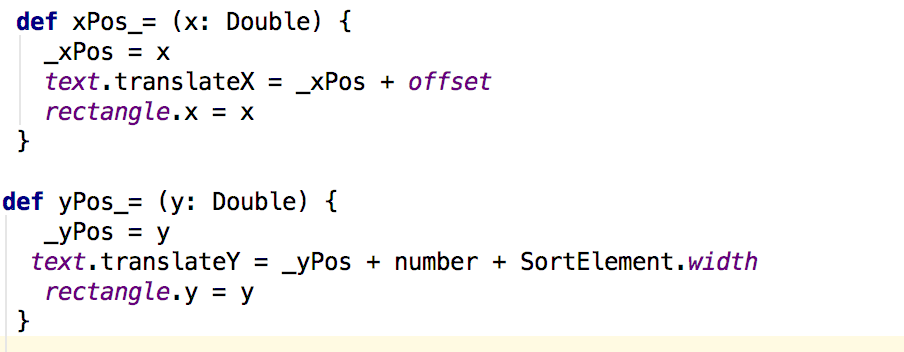 def xPos_= (x: Double) {
_xPos = x
text.translateX = _xPos + offset
rectangle.x = x
}
def yPos_= (y: Double) {
_yPos = y
text.translateY = _yPos + number + SortElement.width
rectangle.y = y
}